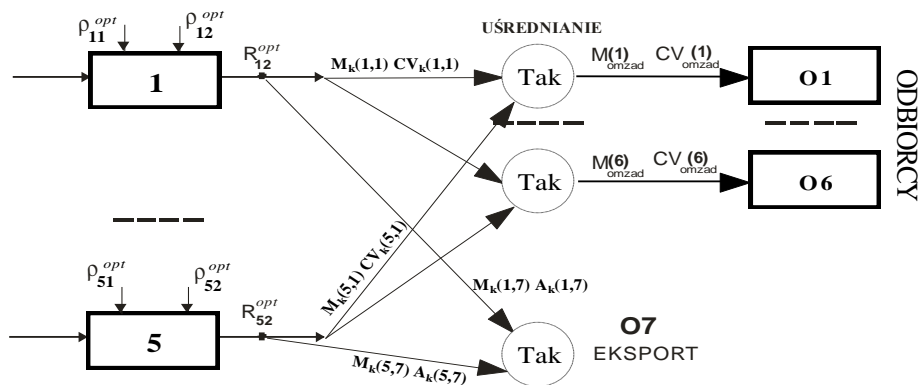 ρ₁₁ᵒᵖᵗ ρ₁₂ᵒᵖᵗ
1
R₁₂ᵒᵖᵗ
UŚREDNIANIE
Mₖ(1,1) CVₖ(1,1)
Tak
M(1)omzad CV(1)omzad
O1
Tak
M(6)omzad CV(6)omzad
O6
ODBIORCY
ρ₅₁ᵒᵖᵗ ρ₅₂ᵒᵖᵗ
5
R₅₂ᵒᵖᵗ
Mₖ(5,1) CVₖ(5,1)
Mₖ(1,7) Aₖ(1,7)
Mₖ(5,7) Aₖ(5,7)
Tak
O7
EKSPORT